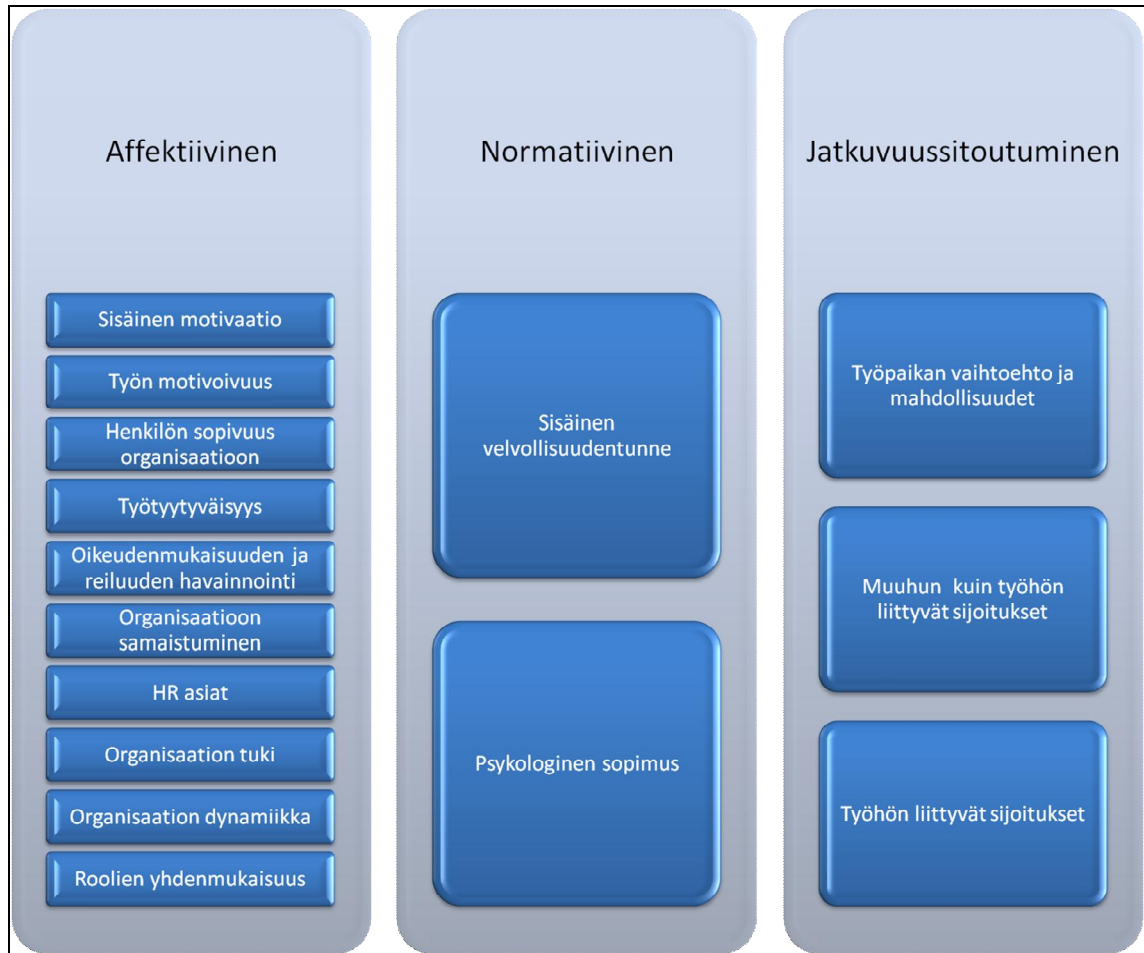 Affektiivinen
Sisäinen motivaatio
Työn motivoivuus
Henkilön sopivuus
organisaatioon
Työtyytyväisyys
Oikeudenmukaisuuden ja
reiluuden havainnointi
Organisaatioon
samaistuminen
HR asiat
Organisaation tuki
Organisaation dynamiikka
Roolien yhdenmukaisuus
Normatiivinen
Sisäinen
velvollisuudentunne
Psykologinen sopimus
Jatkuvuussitoutuminen
Työpaikan vaihtoehto ja
mahdollisuudet
Muuhun kuin työhön
liittyvät sijoitukset
Työhön liittyvät sijoitukset